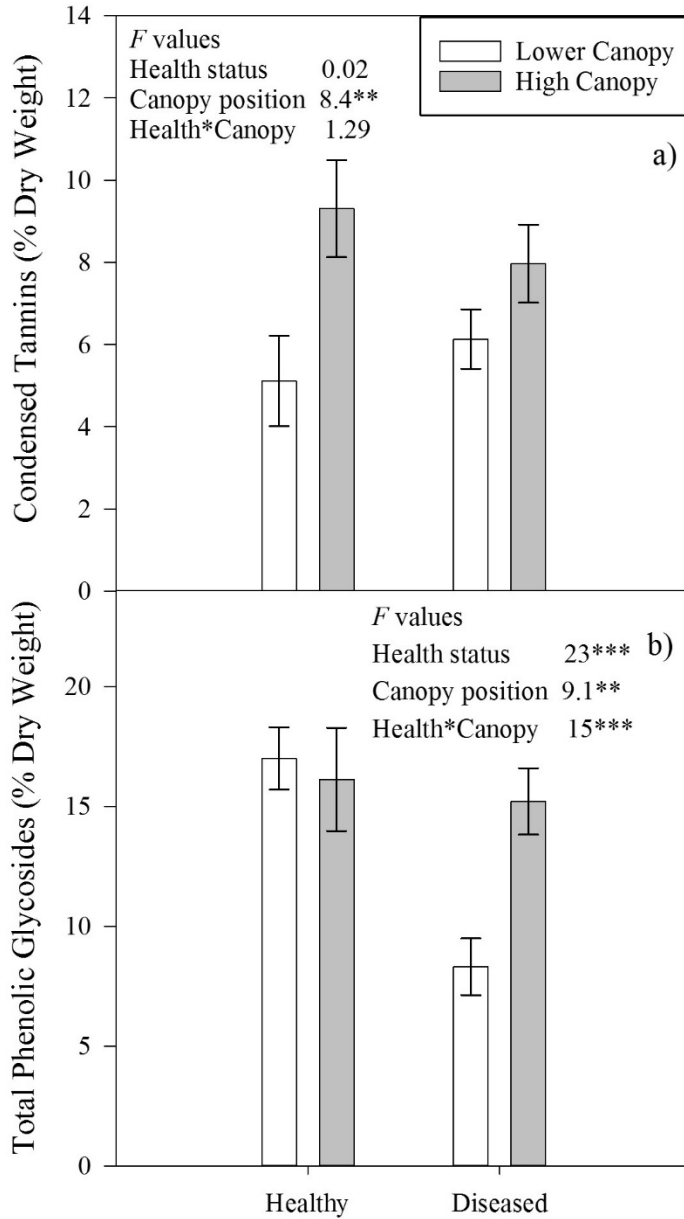 14
12
10
8
6
4
2
0
Condensed Tannins (% Dry Weight)
F values
Health status 0.02
Canopy position 8.4**
Health*Canopy 1.29
Lower Canopy
High Canopy
a)
20
15
10
5
0
Total Phenolic Glycosides (% Dry Weight)
F values
Health status 23***
Canopy position 9.1**
Health*Canopy 15***
b)
Healthy Diseased